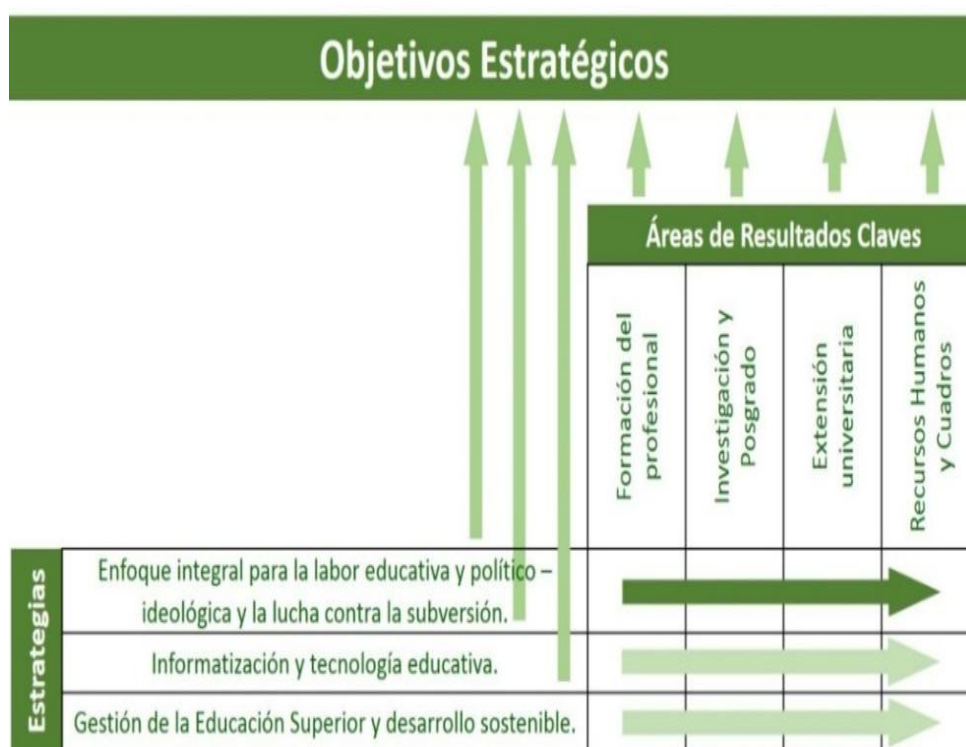 Objetivos Estratégicos
Áreas de Resultados Claves
Formación del
profesional
Investigación y
Posgrado
Extensión
universitaria
Recursos Humanos
y Cuadros
Estrategias
Enfoque integral para la labor educativa y político –
ideológica y la lucha contra la subversión.
Informatización y tecnología educativa.
Gestión de la Educación Superior y desarrollo sostenible.